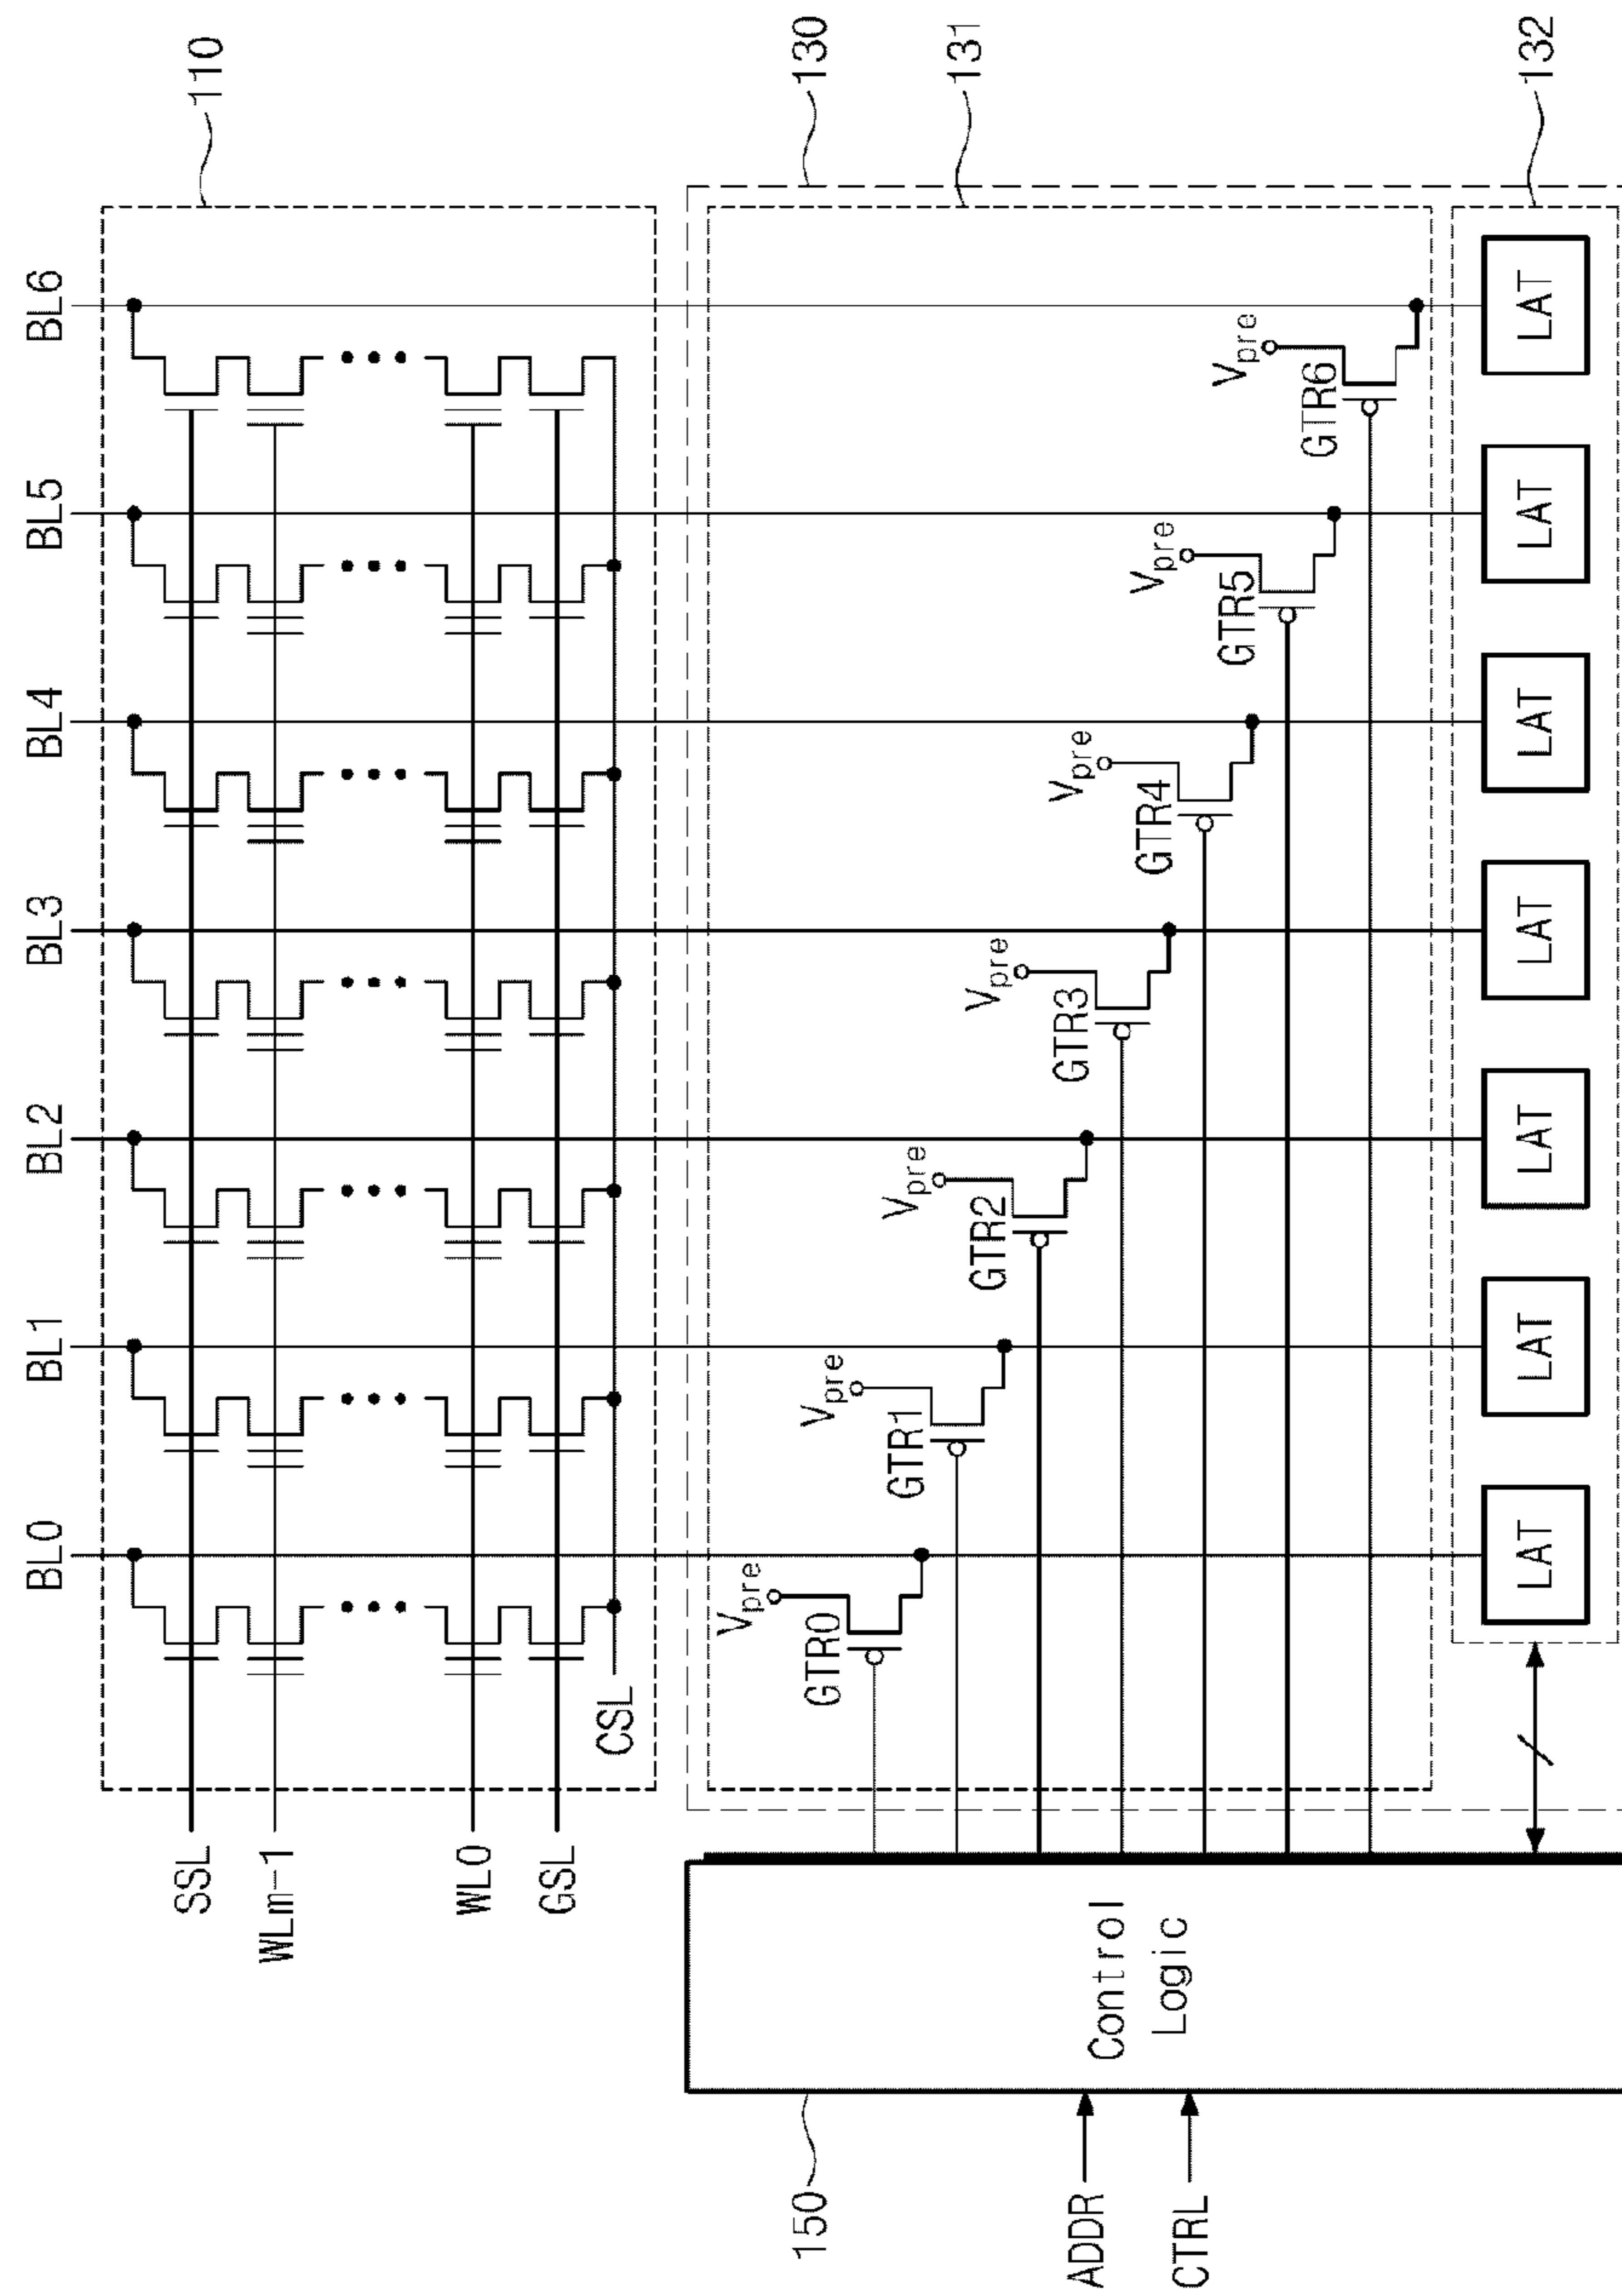 BL0
BL1
BL2
BL3
BL4
BL5
BL6
110
SSL
WLm-1
WL0
GSL
CSL
130
131
132
Vpre
GTR0
Vpre
GTR1
Vpre
GTR2
Vpre
GTR3
Vpre
GTR4
Vpre
GTR5
Vpre
GTR6
LAT
LAT
LAT
LAT
LAT
LAT
LAT
150
Control
Logic
ADDR
CTRL